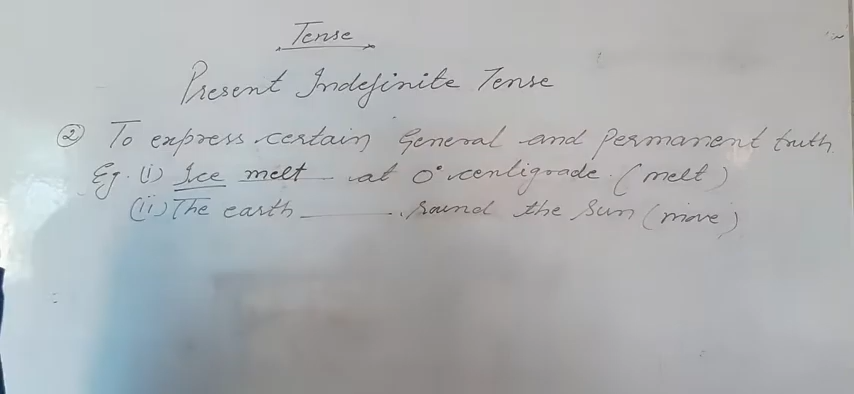 Tense
Present Indefinite Tense
② To express certain General and Permanent truth
Eg. (i) Ice melt at 0° centigrade. (melt)
(ii) The earth ________. round the Sun (move)